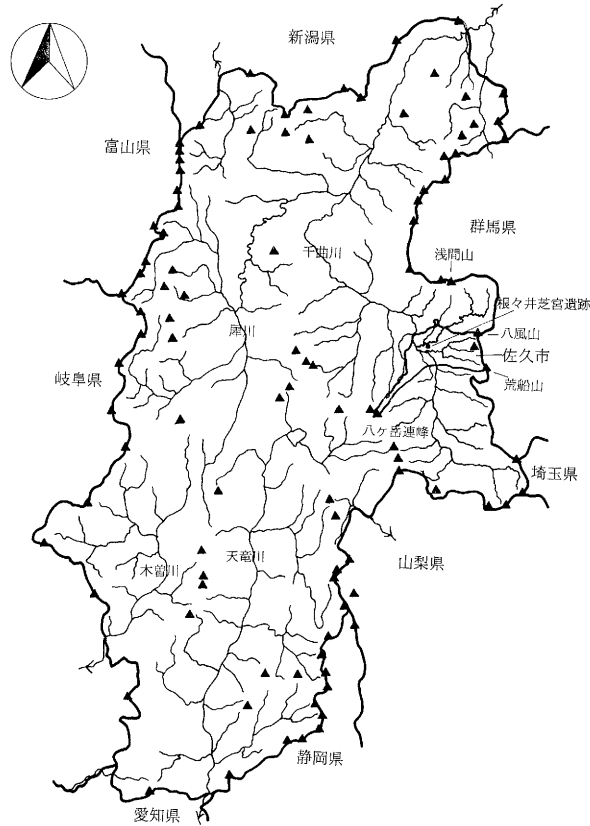 新潟県
富山県
群馬県
千曲川
浅間山
根々井芝宮遺跡
八風山
犀川
佐久市
岐阜県
荒船山
八ヶ岳連峰
埼玉県
天竜川
山梨県
木曽川
静岡県
愛知県